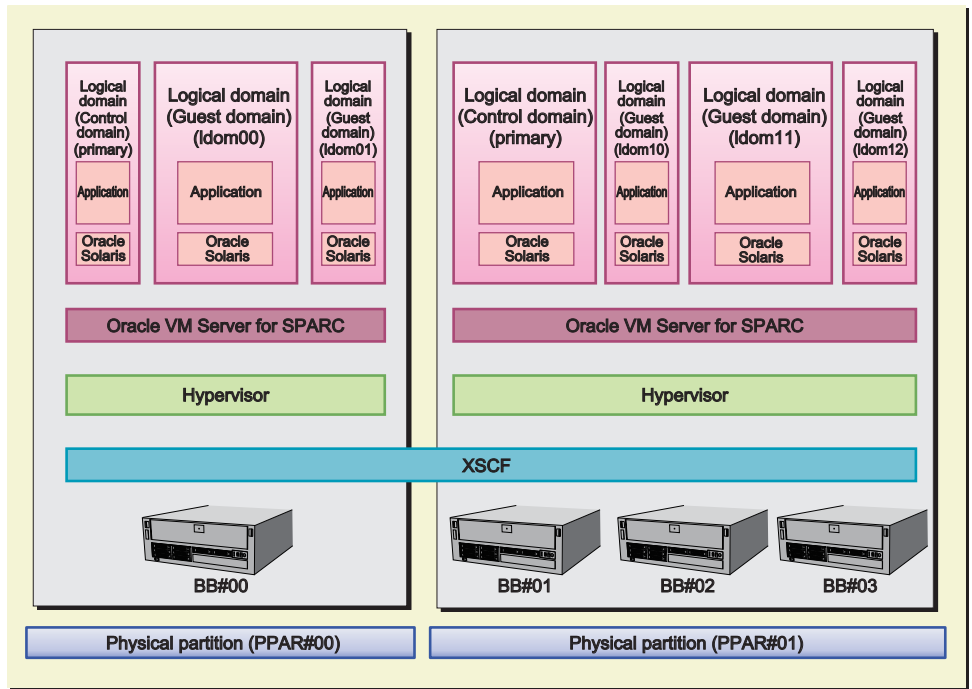 Logical
domain
(Control
domain)
(primary)
Application
Oracle
Solaris
Logical domain
(Guest domain)
(ldom00)
Application
Oracle
Solaris
Logical
domain
(Guest
domain)
(ldom01)
Application
Oracle
Solaris
Oracle VM Server for SPARC
Hypervisor
Logical domain
(Control domain)
(primary)
Application
Oracle
Solaris
Logical
domain
(Guest
domain)
(ldom10)
Application
Oracle
Solaris
Logical domain
(Guest domain)
(ldom11)
Application
Oracle
Solaris
Logical
domain
(Guest
domain)
(ldom12)
Application
Oracle
Solaris
Oracle VM Server for SPARC
Hypervisor
XSCF
BB#00
BB#01
BB#02
BB#03
Physical partition (PPAR#00)
Physical partition (PPAR#01)